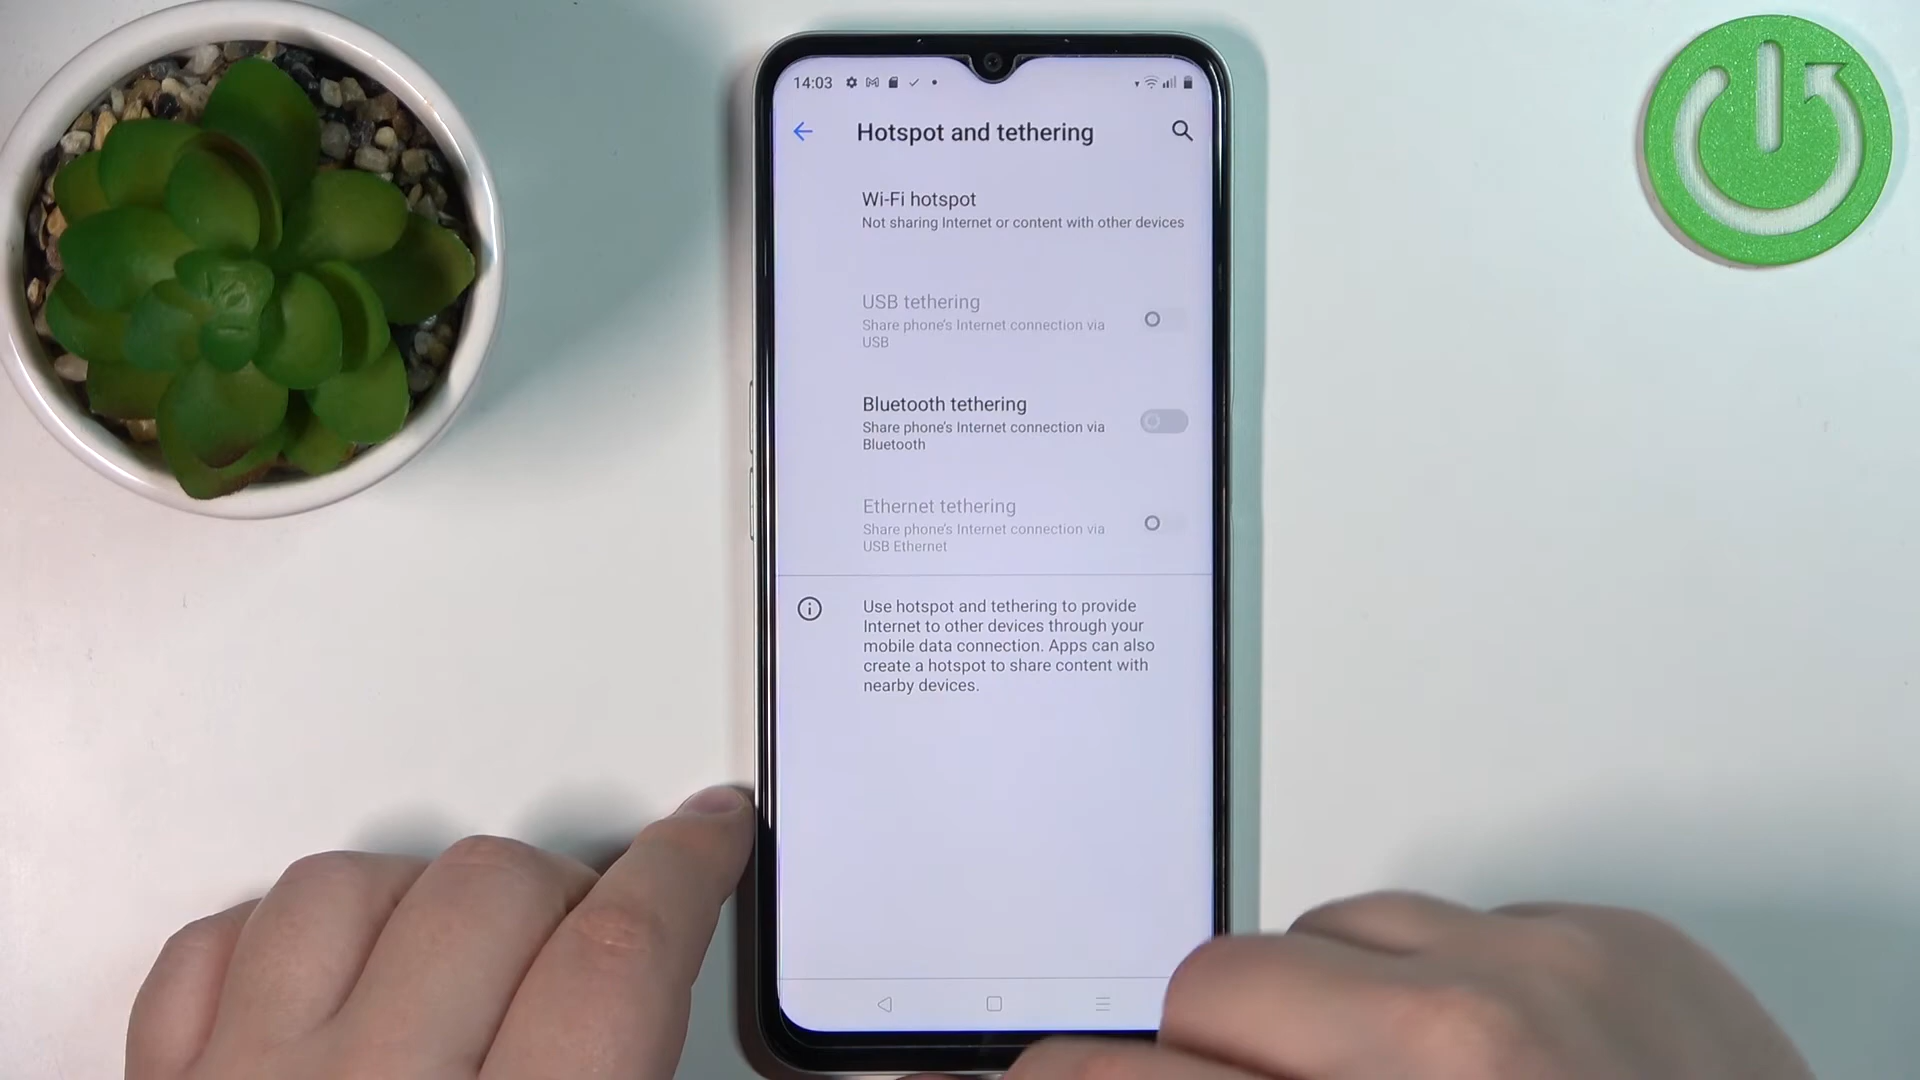 14:03
Hotspot and tethering
Wi-Fi hotspot
Not sharing Internet or content with other devices
USB tethering
Share phone's Internet connection via
USB
Bluetooth tethering
Share phone's Internet connection via
Bluetooth
Ethernet tethering
Share phone's Internet connection via
USB Ethernet
Use hotspot and tethering to provide
Internet to other devices through your
mobile data connection. Apps can also
create a hotspot to share content with
nearby devices.